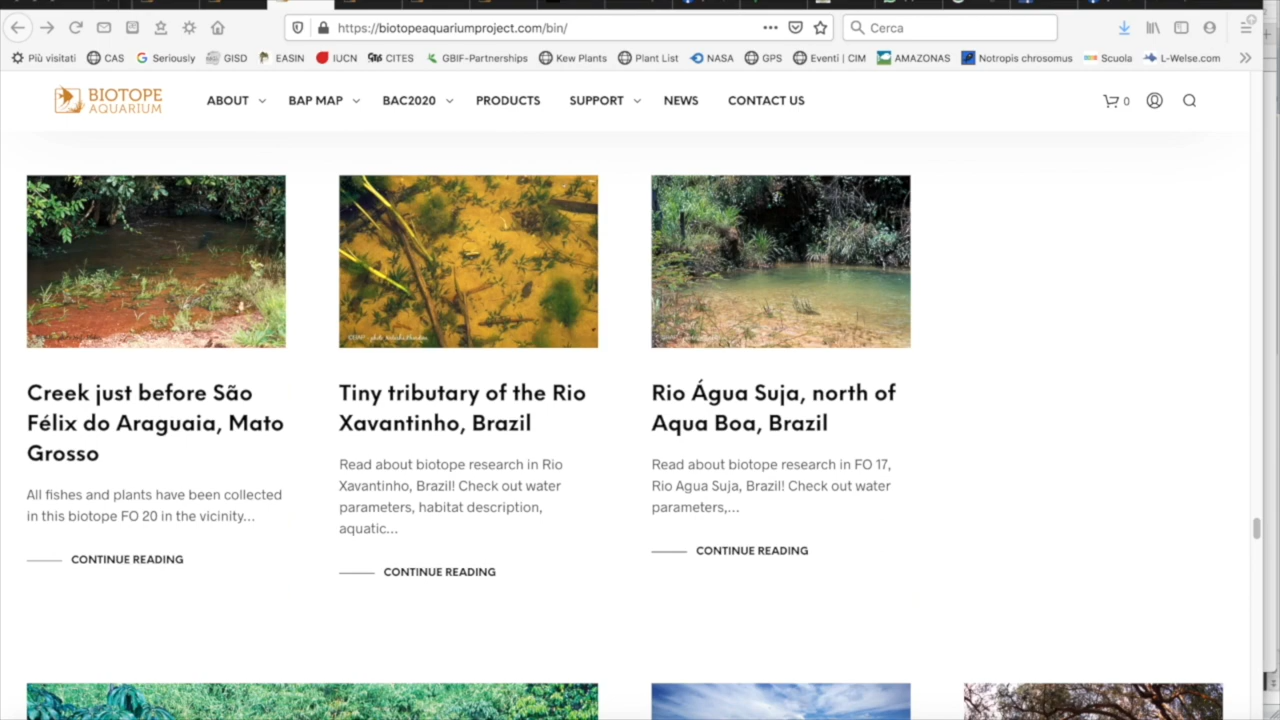 https://biotopeaquariumproject.com/bin/
Cerca
Più visitati
CAS
Seriously
GISD
EASIN
IUCN
CITES
GBIF-Partnerships
Kew Plants
Plant List
NASA
GPS
Eventi | CIM
AMAZONAS
Notropis chrosomus
Scuola
L-Welse.com
BIOTOPE
AQUARIUM
ABOUT
BAP MAP
BAC2020
PRODUCTS
SUPPORT
NEWS
CONTACT US
0
Creek just before São
Félix do Araguaia, Mato
Grosso
All fishes and plants have been collected
in this biotope FO 20 in the vicinity...
CONTINUE READING
Tiny tributary of the Rio
Xavantinho, Brazil
Read about biotope research in Rio
Xavantinho, Brazil! Check out water
parameters, habitat description,
aquatic...
CONTINUE READING
Rio Água Suja, north of
Aqua Boa, Brazil
Read about biotope research in FO 17,
Rio Agua Suja, Brazil! Check out water
parameters,...
CONTINUE READING